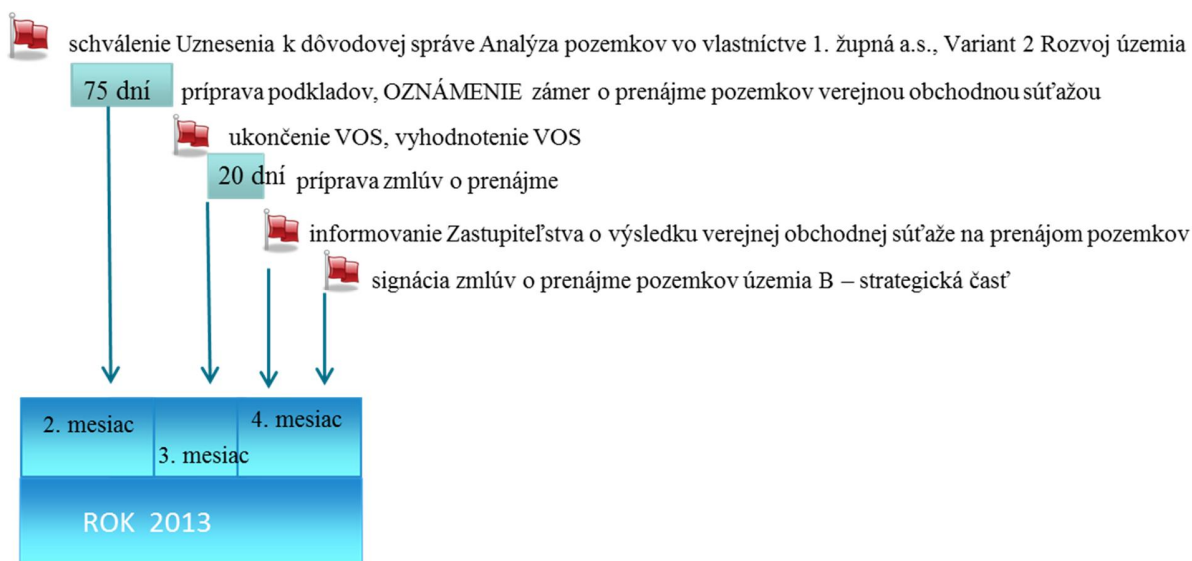 schválenie Uznesenia k dôvodovej správe Analýza pozemkov vo vlastníctve 1. župná a.s., Variant 2 Rozvoj územia
75 dní príprava podkladov, OZNÁMENIE zámer o prenájme pozemkov verejnou obchodnou súťažou
ukončenie VOS, vyhodnotenie VOS
20 dní príprava zmlúv o prenájme
informovanie Zastupiteľstva o výsledku verejnej obchodnej súťaže na prenájom pozemkov
signácia zmlúv o prenájme pozemkov územia B – strategická časť
2. mesiac
3. mesiac
4. mesiac
ROK 2013